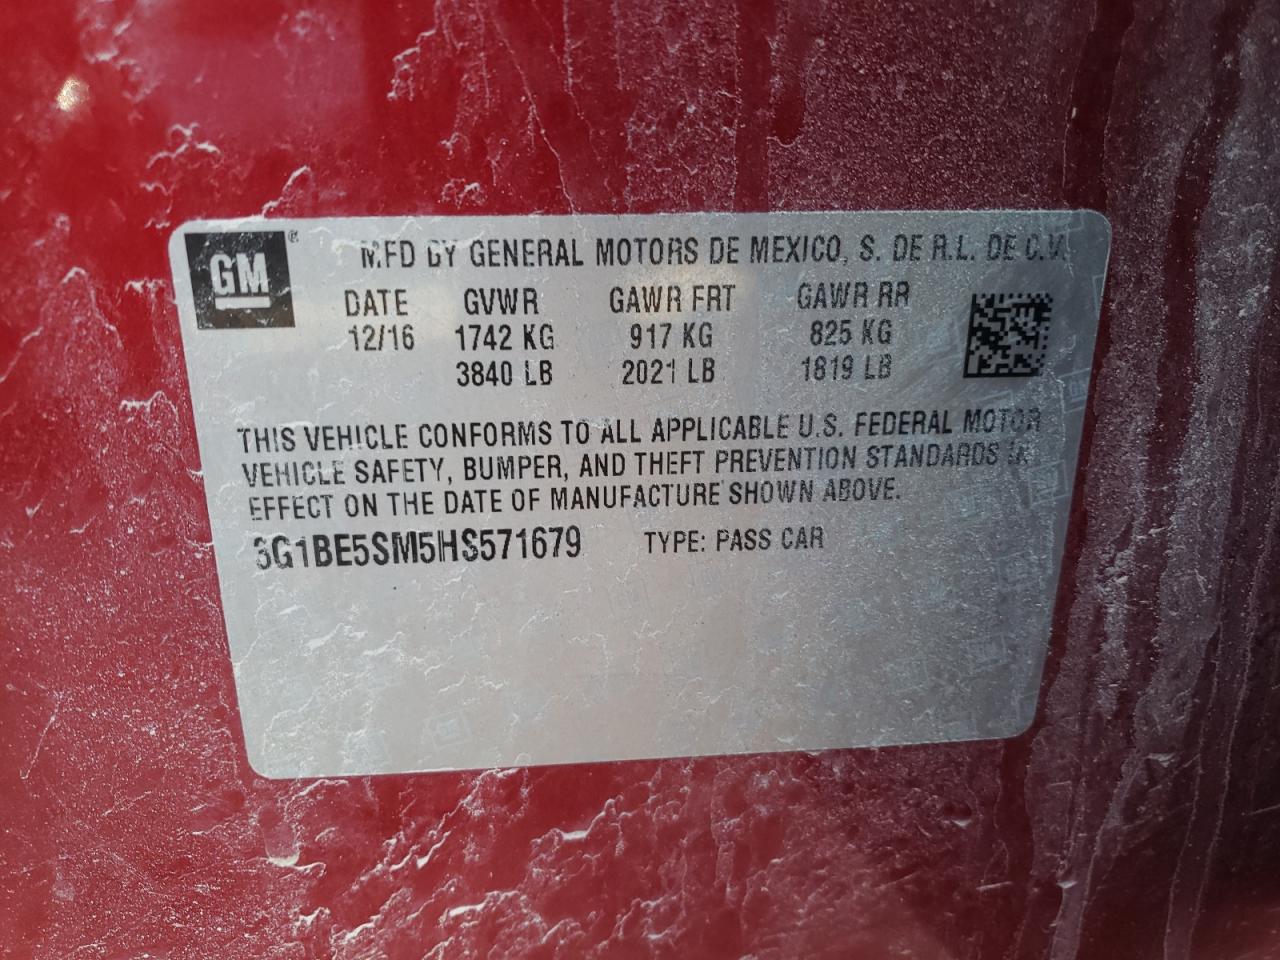 GM ® MFD BY GENERAL MOTORS DE MEXICO, S. DE R.L. DE C.V.
DATE GVWR GAWR FRT GAWR RR
12/16 1742 KG 917 KG 825 KG
3840 LB 2021 LB 1819 LB
THIS VEHICLE CONFORMS TO ALL APPLICABLE U.S. FEDERAL MOTOR
VEHICLE SAFETY, BUMPER, AND THEFT PREVENTION STANDARDS IN
EFFECT ON THE DATE OF MANUFACTURE SHOWN ABOVE.
3G1BE5SM5HS571679 TYPE: PASS CAR